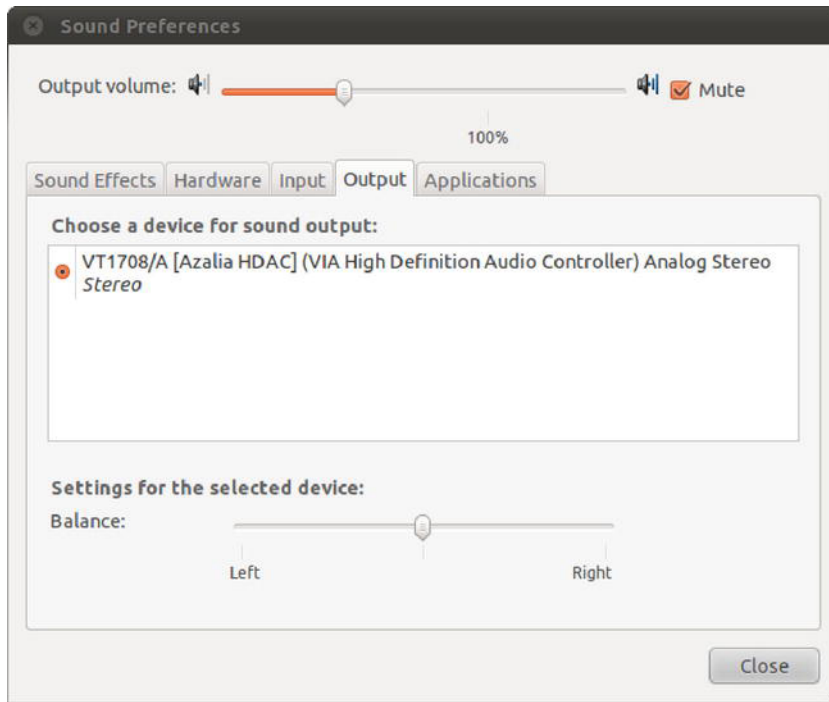 Sound Preferences
Output volume: Mute
100%
Sound Effects Hardware Input Output Applications
Choose a device for sound output:
VT1708/A [Azalia HDAC] (VIA High Definition Audio Controller) Analog Stereo
Stereo
Settings for the selected device:
Balance:
Left Right
Close